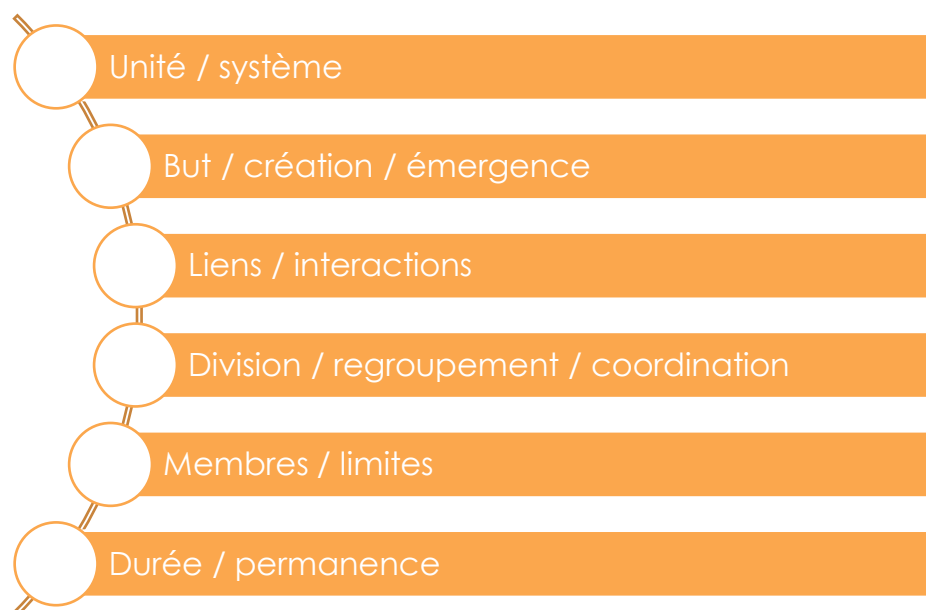 Unité / système
But / création / émergence
Liens / interactions
Division / regroupement / coordination
Membres / limites
Durée / permanence